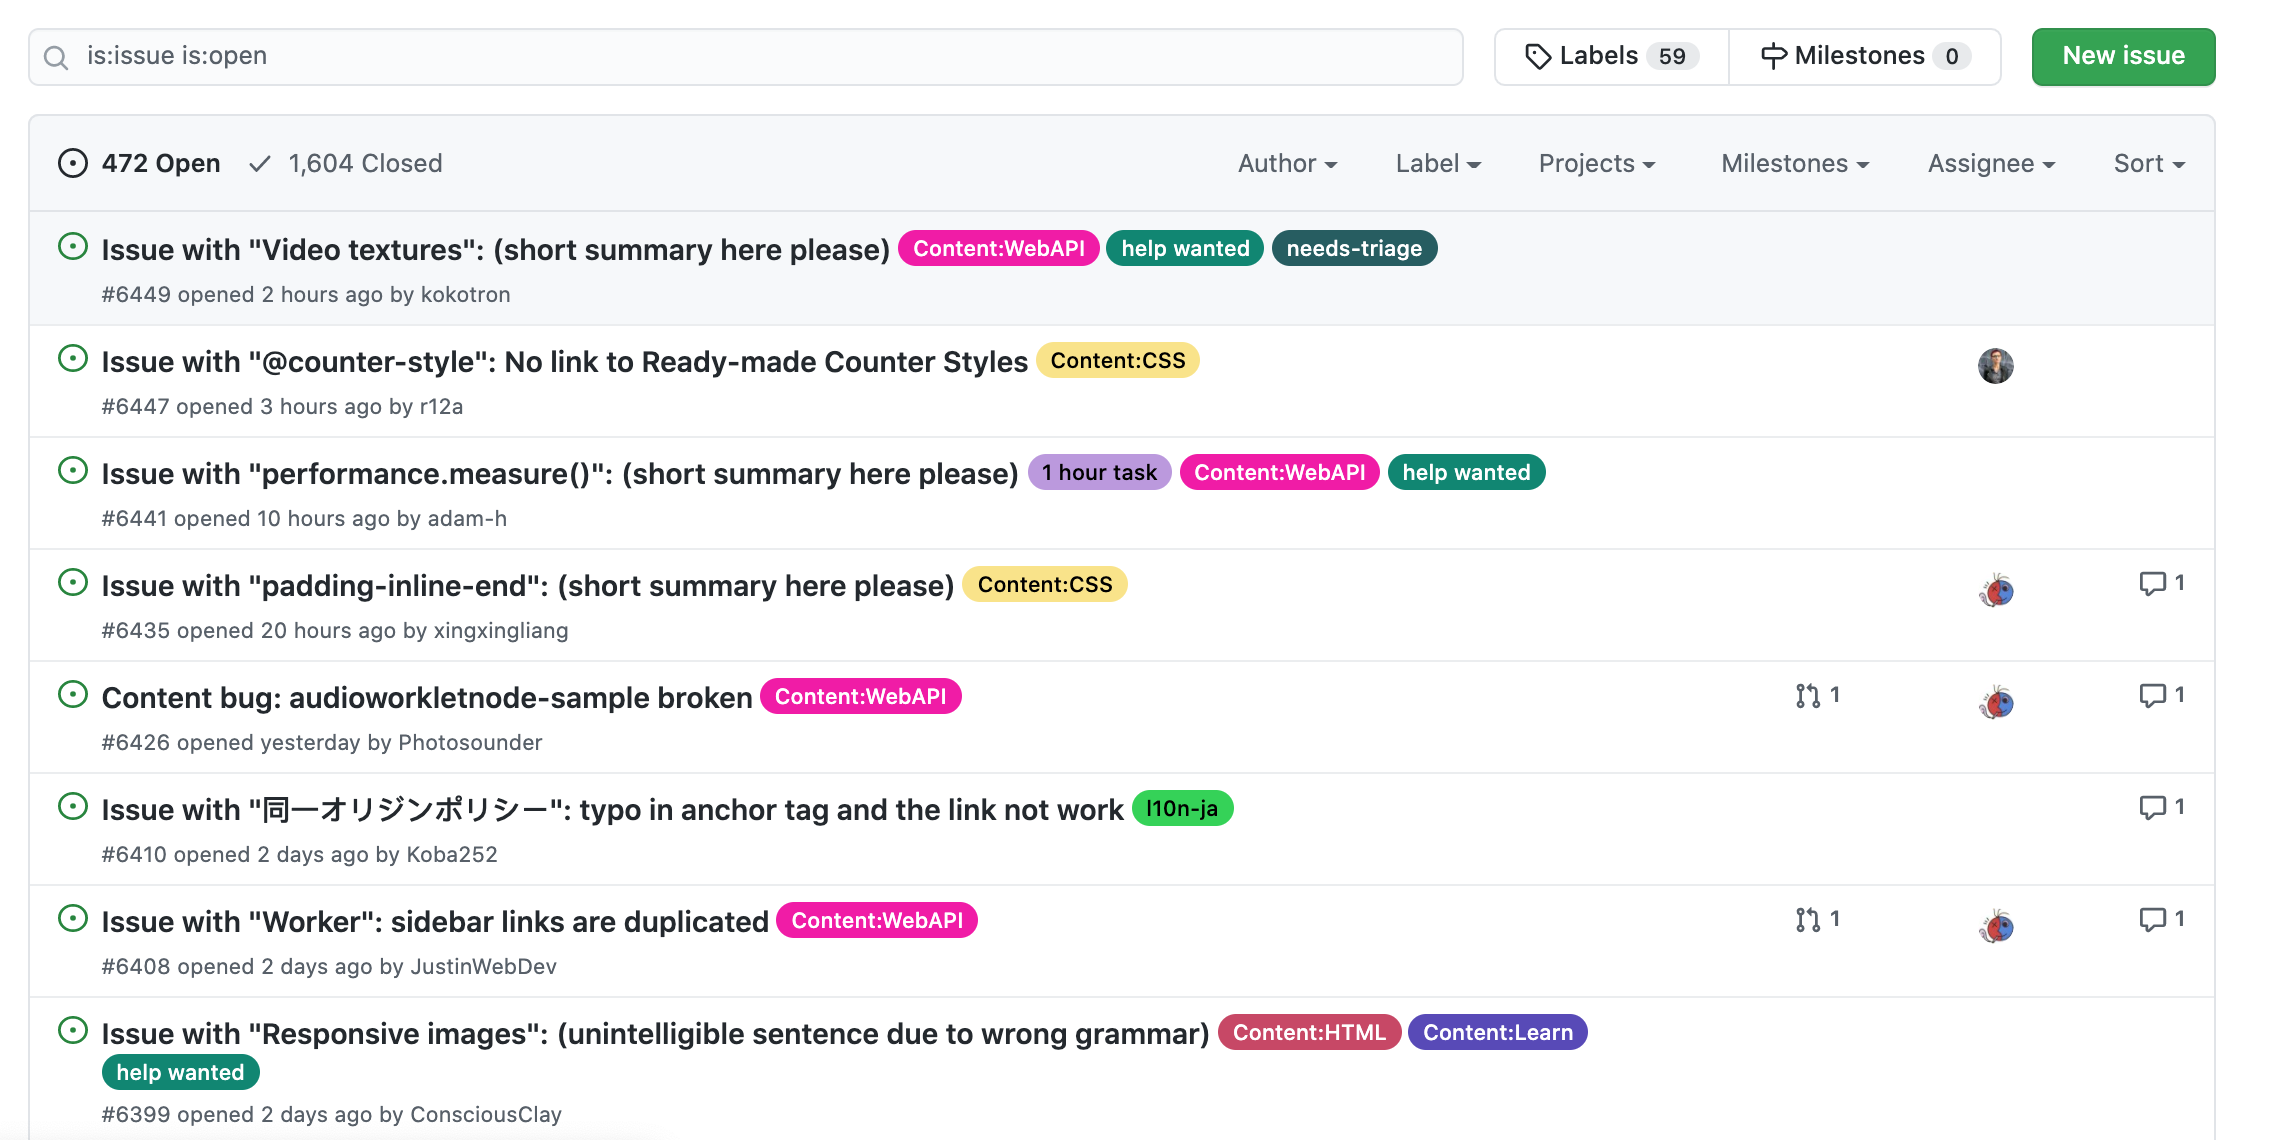 is:issue is:open
Labels 59
Milestones 0
New issue
472 Open
1,604 Closed
Author
Label
Projects
Milestones
Assignee
Sort
Issue with "Video textures": (short summary here please) Content:WebAPI help wanted needs-triage
#6449 opened 2 hours ago by kokotron
Issue with "@counter-style": No link to Ready-made Counter Styles Content:CSS
#6447 opened 3 hours ago by r12a
Issue with "performance.measure()": (short summary here please) 1 hour task Content:WebAPI help wanted
#6441 opened 10 hours ago by adam-h
Issue with "padding-inline-end": (short summary here please) Content:CSS
1
#6435 opened 20 hours ago by xingxingliang
Content bug: audioworkletnode-sample broken Content:WebAPI
1
1
#6426 opened yesterday by Photosounder
Issue with "同一オリジンポリシー": typo in anchor tag and the link not work l10n-ja
1
#6410 opened 2 days ago by Koba252
Issue with "Worker": sidebar links are duplicated Content:WebAPI
1
1
#6408 opened 2 days ago by JustinWebDev
Issue with "Responsive images": (unintelligible sentence due to wrong grammar) Content:HTML Content:Learn
help wanted
#6399 opened 2 days ago by ConsciousClay